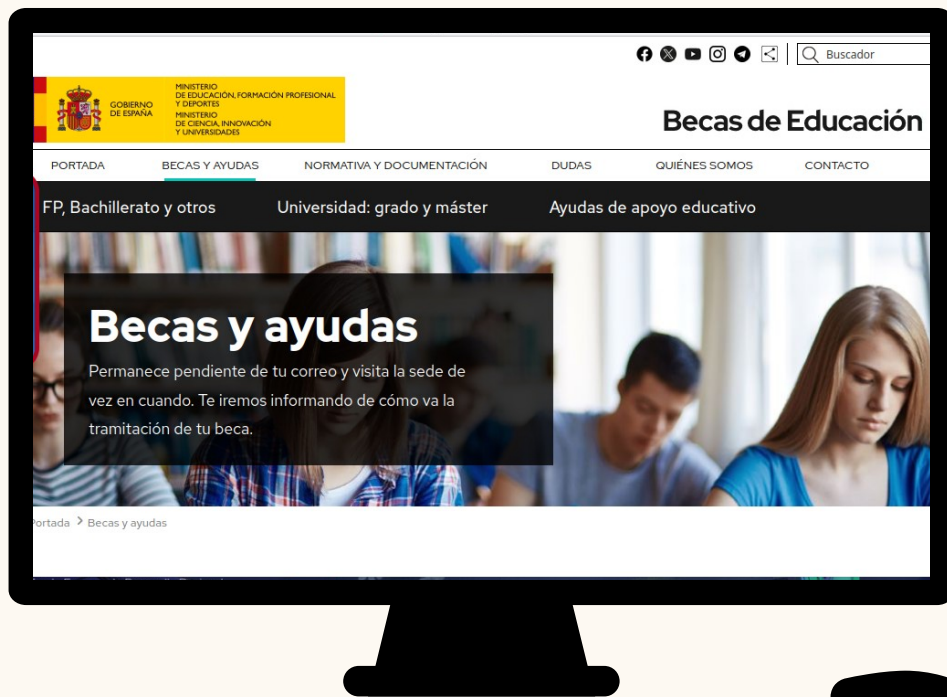 Buscador
GOBIERNO
DE ESPAÑA
MINISTERIO
DE EDUCACIÓN, FORMACIÓN PROFESIONAL
Y DEPORTES
MINISTERIO
DE CIENCIA, INNOVACIÓN
Y UNIVERSIDADES
Becas de Educación
PORTADA BECAS Y AYUDAS NORMATIVA Y DOCUMENTACIÓN DUDAS QUIÉNES SOMOS CONTACTO
FP, Bachillerato y otros Universidad: grado y máster Ayudas de apoyo educativo
Becas y ayudas
Permanece pendiente de tu correo y visita la sede de
vez en cuando. Te iremos informando de cómo va la
tramitación de tu beca.
Portada > Becas y ayudas